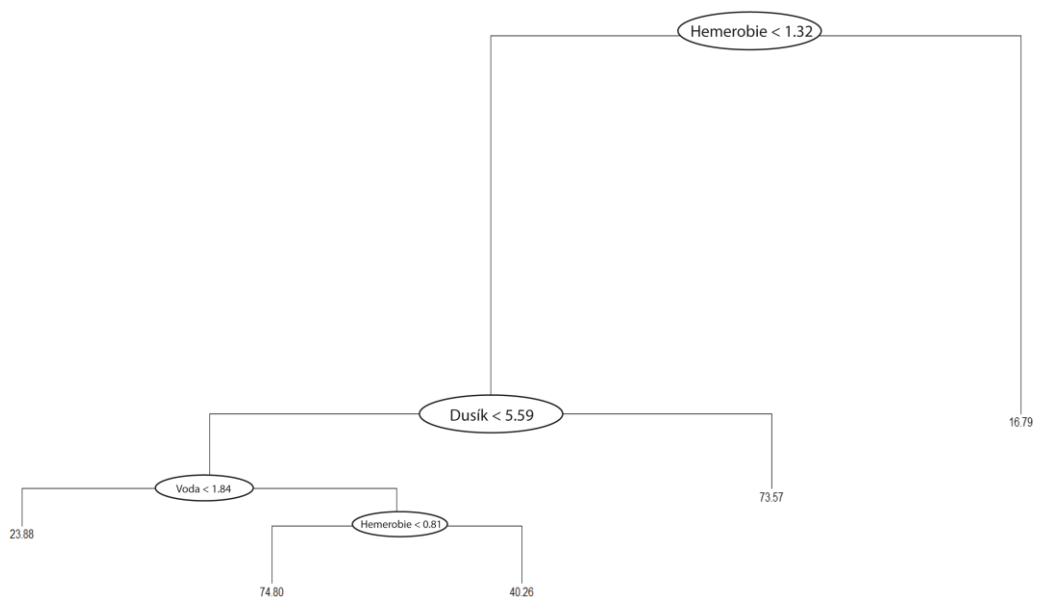 Hemerobie < 1.32
Dusík < 5.59
16.79
Voda < 1.84
73.57
Hemerobie < 0.81
23.88
74.80
40.26